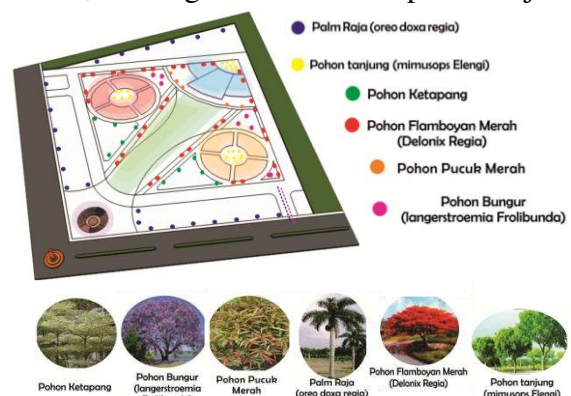 Palm Raja (oreo doxa regia)
Pohon tanjung (mimusops Elengi)
Pohon Ketapang
Pohon Flamboyan Merah
(Delonix Regia)
Pohon Pucuk Merah
Pohon Bungur
(langerstroemia Frolibunda)
Pohon Ketapang
Pohon Bungur
(langerstroemia
Pohon Pucuk
Merah
Palm Raja
(oreo doxa regia)
Pohon Flamboyan Merah
(Delonix Regia)
Pohon tanjung
(mimusops Elengi)